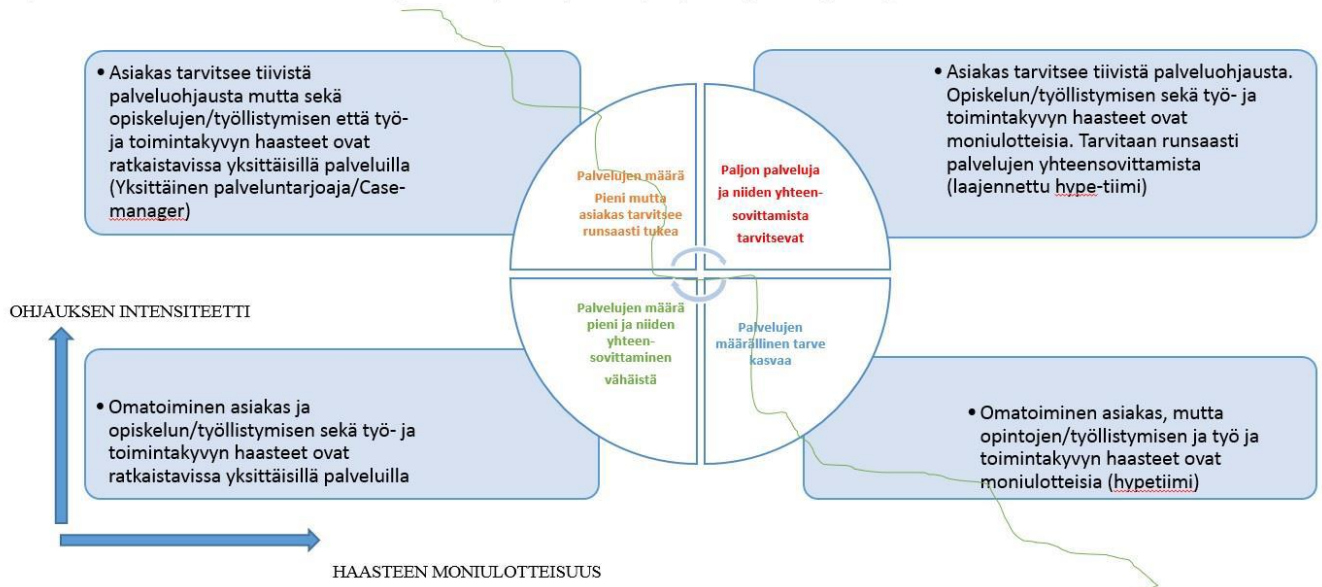 • Asiakas tarvitsee tiivistä
palveluohjausta mutta sekä
opiskelujen/työllistymisen että työ-
ja toimintakyvyn haasteet ovat
ratkaistavissa yksittäisillä palveluilla
(Yksittäinen palveluntarjoaja/Case-
manager)
• Asiakas tarvitsee tiivistä palveluohjausta.
Opiskelun/työllistymisen sekä työ- ja
toimintakyvyn haasteet ovat
moniulotteisia. Tarvitaan runsaasti
palvelujen yhteensovittamista
(laajennettu hype-tiimi)
Palvelujen määrä
Pieni mutta
asiakas tarvitsee
runsaasti tukea
Paljon palveluja
ja niiden yhteen-
sovittamista
tarvitsevat
Palvelujen määrä
pieni ja niiden
yhteen-
sovittaminen
vähäistä
Palvelujen
määrällinen tarve
kasvaa
OHJAUKSEN INTENSITEETTI
• Omatoiminen asiakas ja
opiskelun/työllistymisen sekä työ- ja
toimintakyvyn haasteet ovat
ratkaistavissa yksittäisillä palveluilla
• Omatoiminen asiakas, mutta
opintojen/työllistymisen ja työ ja
toimintakyvyn haasteet ovat
moniulotteisia (hypetiimi)
HAASTEEN MONIULOTTEISUUS